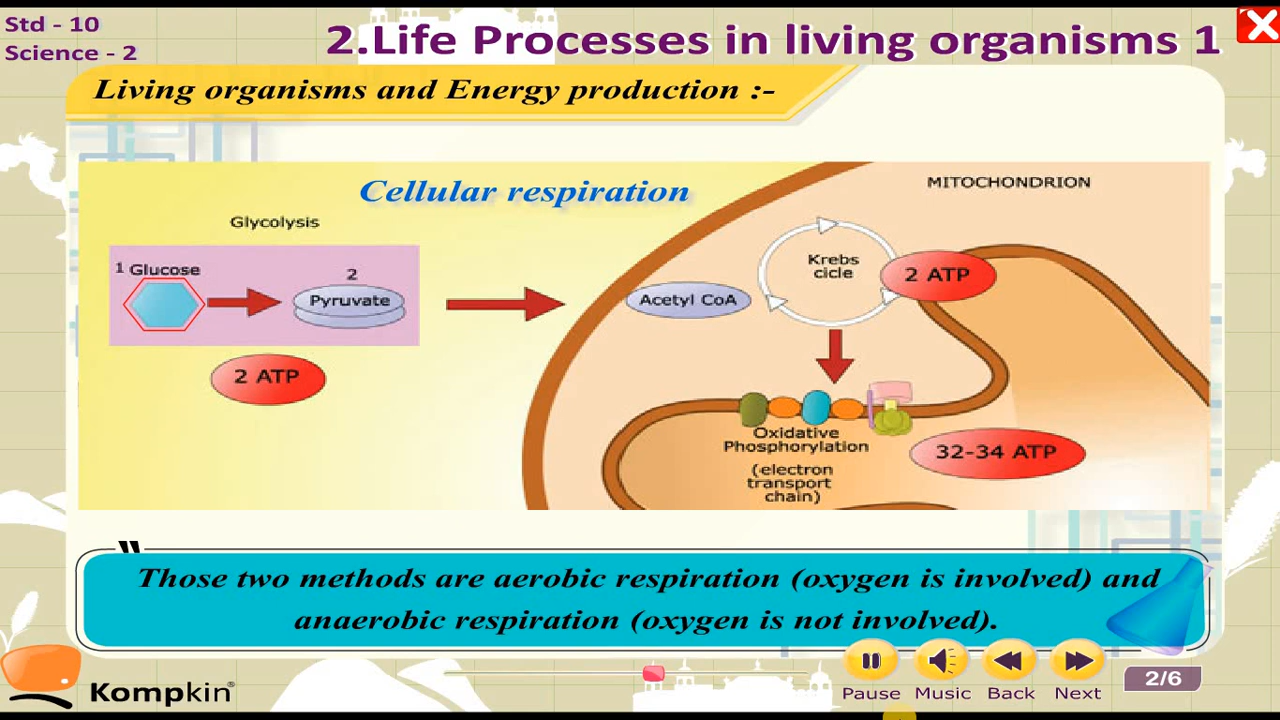 Std - 10
Science - 2
2.Life Processes in living organisms 1
Living organisms and Energy production :-
Cellular respiration
MITOCHONDRION
Glycolysis
1 Glucose
2
Pyruvate
2 ATP
Acetyl CoA
Krebs
cicle
2 ATP
Oxidative
Phosphorylation
(electron
transport
chain)
32-34 ATP
Those two methods are aerobic respiration (oxygen is involved) and
anaerobic respiration (oxygen is not involved).
Kompkin®
Pause
Music
Back
Next
2/6